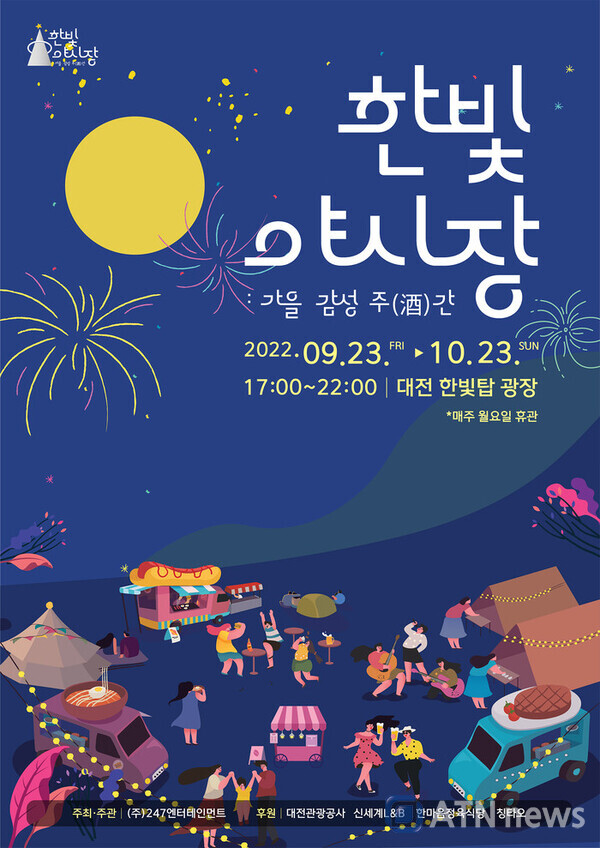 한빛
야시장
한빛
야시장
: 가을 감성 주(酒)간
2022. 09.23. FRI ▶ 10.23. SUN
17:00~22:00 | 대전 한빛탑 광장
*매주 월요일 휴관
주최·주관 | (주)247엔터테인먼트 후원 | 대전관광공사 신세계L&B 한마음정육식당 칭타오
ATN news